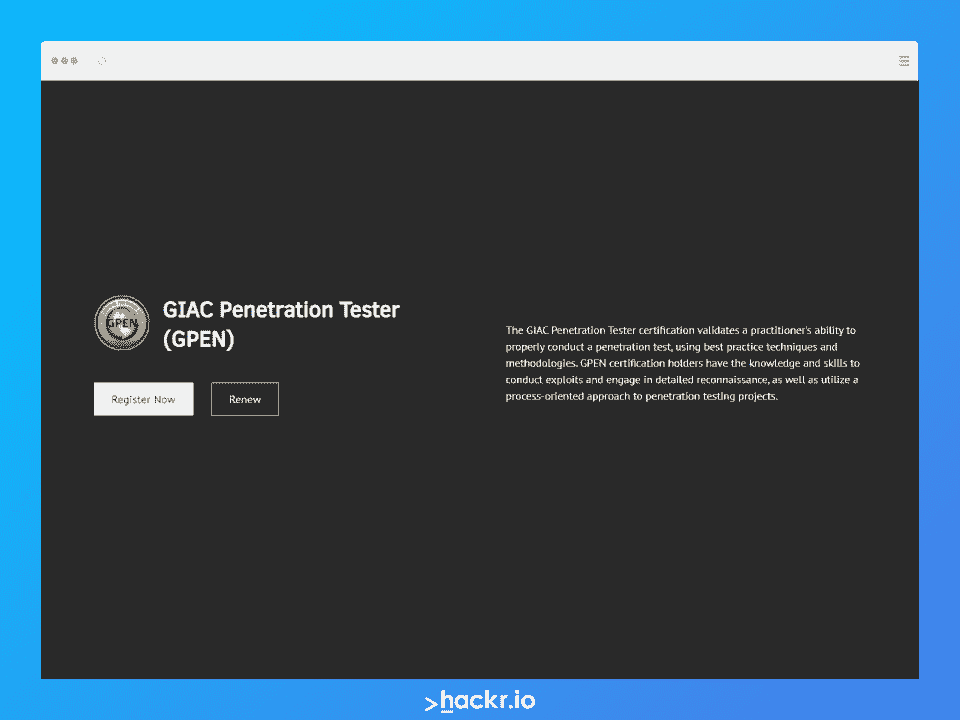 GPEN
GIAC Penetration Tester
(GPEN)
Register Now
Renew
The GIAC Penetration Tester certification validates a practitioner's ability to
properly conduct a penetration test, using best practice techniques and
methodologies. GPEN certification holders have the knowledge and skills to
conduct exploits and engage in detailed reconnaissance, as well as utilize a
process-oriented approach to penetration testing projects.
>hackr.io